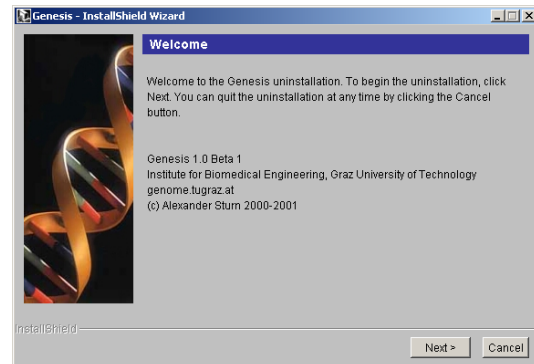 Genesis - InstallShield Wizard
Welcome
Welcome to the Genesis uninstallation. To begin the uninstallation, click
Next. You can quit the uninstallation at any time by clicking the Cancel
button.
Genesis 1.0 Beta 1
Institute for Biomedical Engineering, Graz University of Technology
genome.tugraz.at
(c) Alexander Sturn 2000-2001
InstallShield
Next >
Cancel